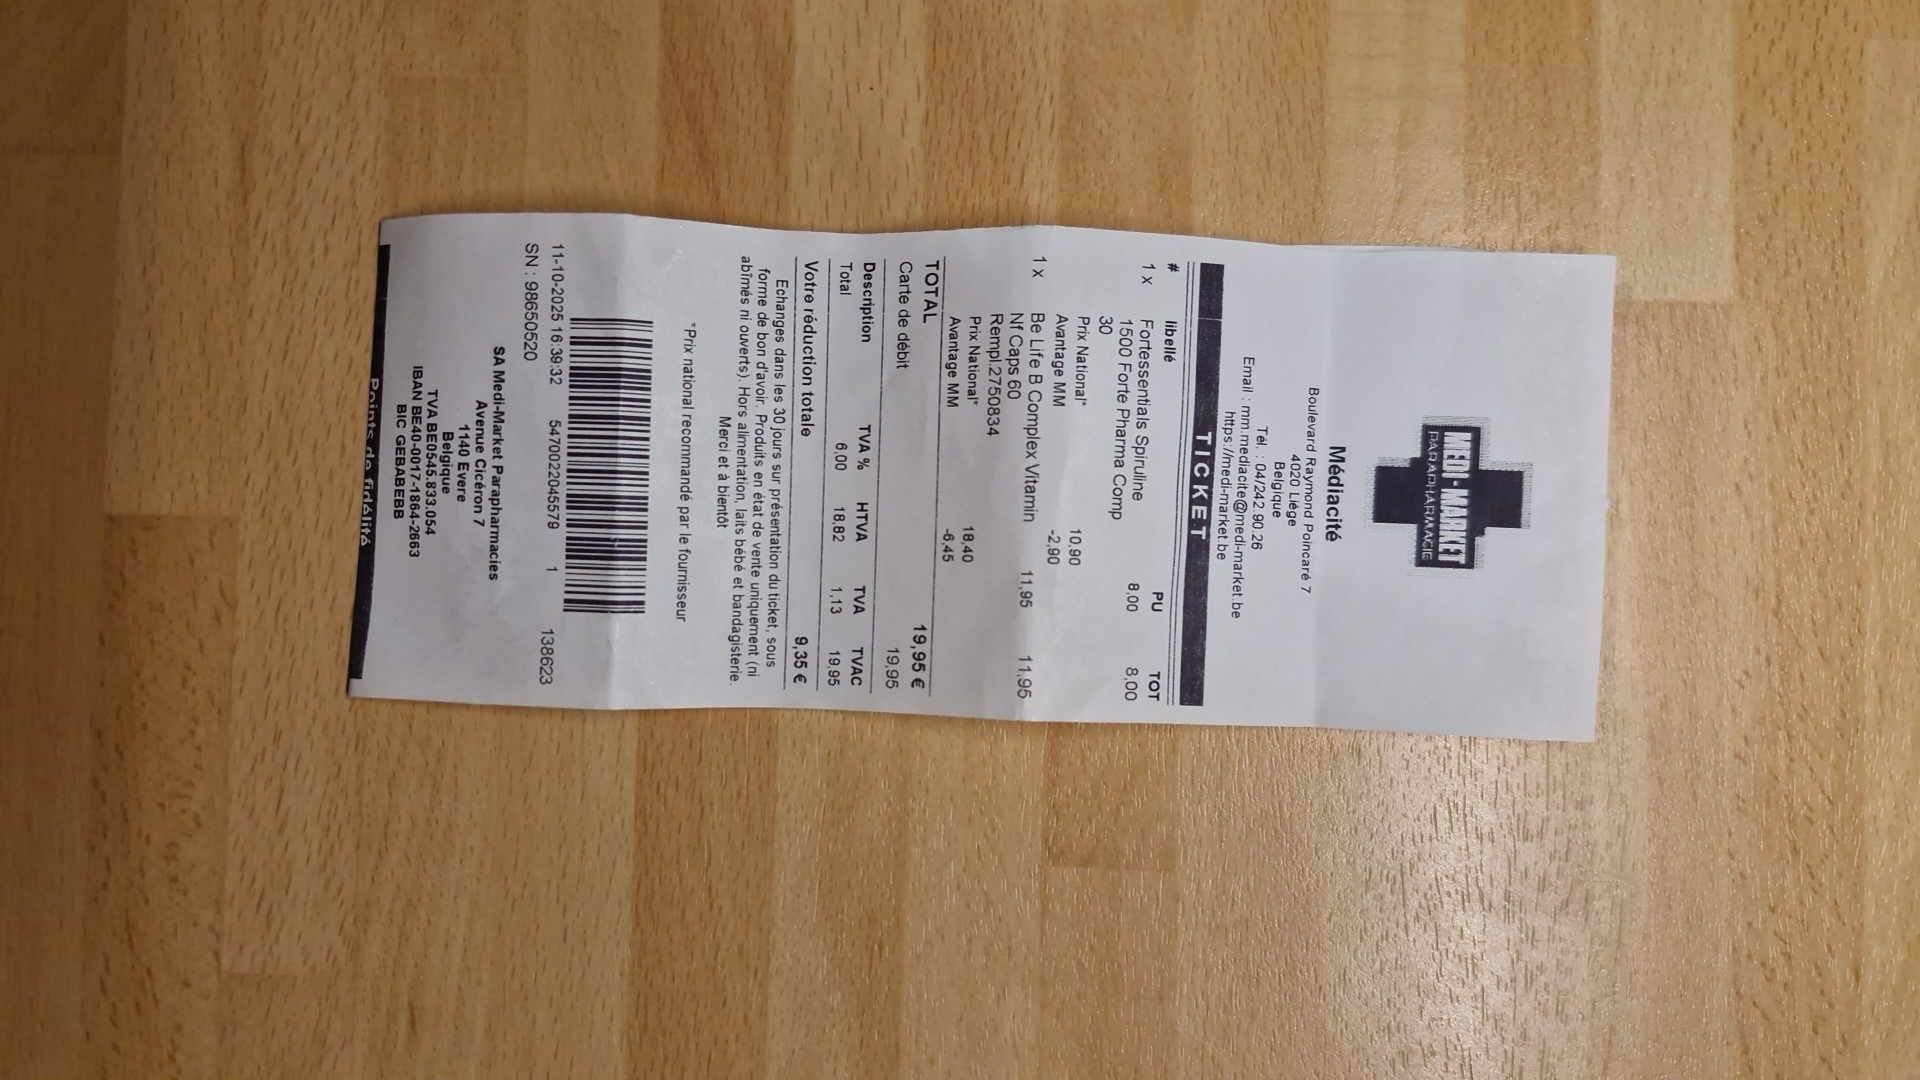 MEDI-MARKET
PARAPHARMACIE
Médiacité
Boulevard Raymond Poincaré 7
4020 Liège
Belgique
Tél. : 04/242.90.26
Email : mm.mediacite@medi-market.be
https://medi-market.be
TICKET
# libellé PU TOT
1 x Fortessentials Spiruline 8,00 8,00
1500 Forte Pharma Comp
30
Prix National* 10,90
Avantage MM -2,90
1 x Be Life B Complex Vitamin 11,95 11,95
Nf Caps 60
Rempl.2750834
Prix National* 18,40
Avantage MM -6,45
TOTAL 19,95 €
Carte de débit 19,95
Description TVA % HTVA TVA TVAC
Total 6,00 18,82 1,13 19,95
Votre réduction totale 9,35 €
Echanges dans les 30 jours sur présentation du ticket, sous
forme de bon d'avoir. Produits en état de vente uniquement (ni
abîmés ni ouverts). Hors alimentation, laits bébé et bandagisterie.
Merci et à bientôt
*Prix national recommandé par le fournisseur
11-10-2025 16:39:32 5470022045579 1 138623
SN : 98650520
SA Medi-Market Parapharmacies
Avenue Cicéron 7
1140 Evere
Belgique
TVA BE0545.833.054
IBAN BE40-0017-1864-2663
BIC GEBABEBB
Points de fidélité